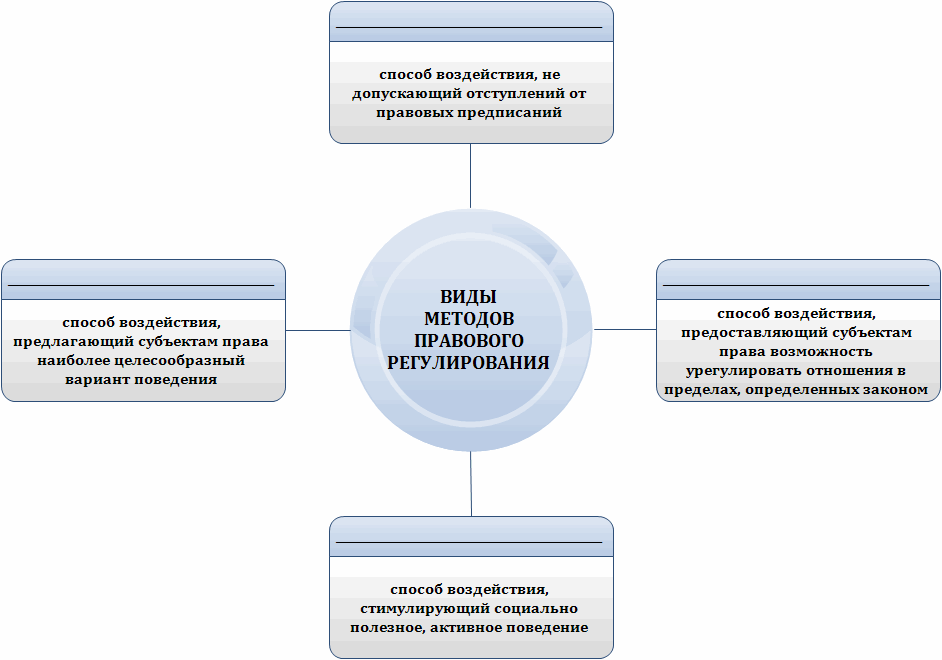 способ воздействия, не
допускающий отступлений от
правовых предписаний
ВИДЫ
МЕТОДОВ
ПРАВОВОГО
РЕГУЛИРОВАНИЯ
способ воздействия,
предлагающий субъектам права
наиболее целесообразный
вариант поведения
способ воздействия,
предоставляющий субъектам
права возможность
урегулировать отношения в
пределах, определенных законом
способ воздействия,
стимулирующий социально
полезное, активное поведение